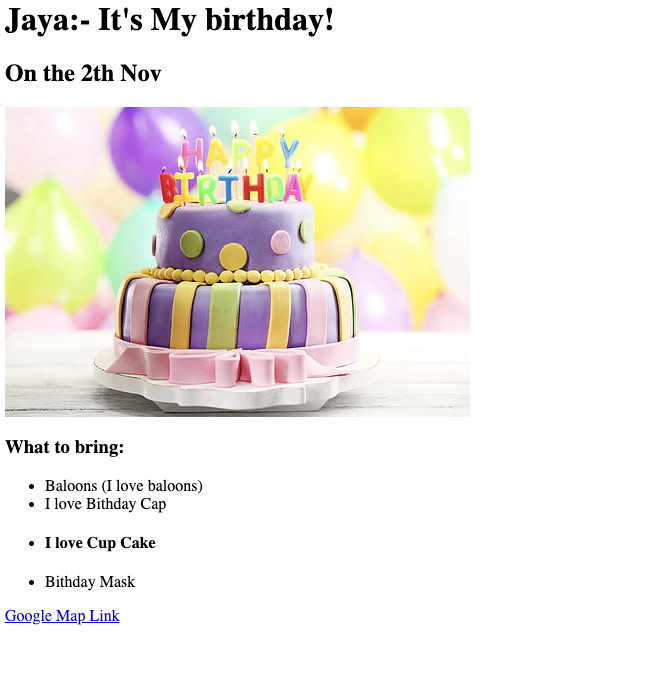 Jaya:- It's My birthday!
On the 2th Nov
HAPPY
BIRTHDAY
What to bring:
Baloons (I love baloons)
I love Bithday Cap
I love Cup Cake
Bithday Mask
Google Map Link